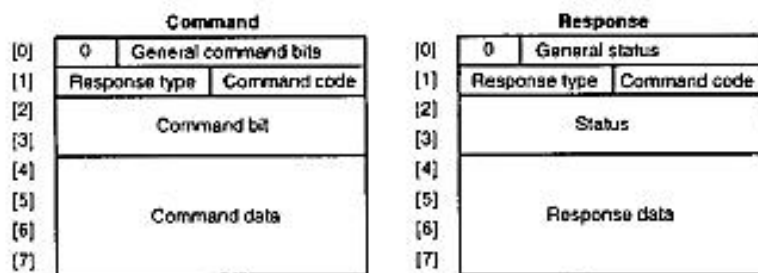 Command
[0] 0 General command bits
[1] Response type Command code
[2]
Command bit
[3]
[4]
[5]
Command data
[6]
[7]
Response
[0] 0 General status
[1] Response type Command code
[2]
Status
[3]
[4]
[5]
Response data
[6]
[7]